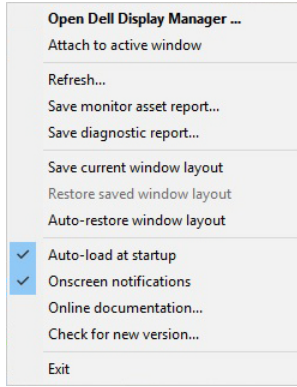 Open Dell Display Manager ...
Attach to active window
Refresh...
Save monitor asset report...
Save diagnostic report...
Save current window layout
Restore saved window layout
Auto-restore window layout
Auto-load at startup
Onscreen notifications
Online documentation...
Check for new version...
Exit